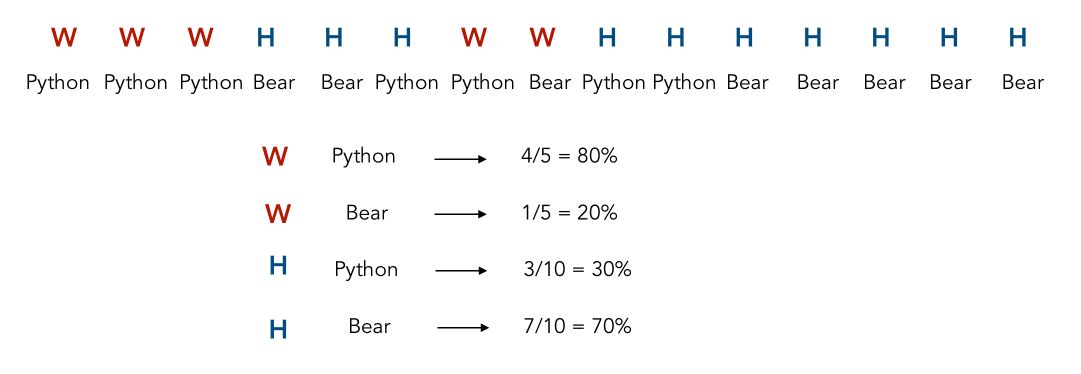 W W W H H H W W H H H H H H H
Python Python Python Bear Bear Python Python Bear Python Python Bear Bear Bear Bear Bear
W Python 4/5 = 80%
W Bear 1/5 = 20%
H Python 3/10 = 30%
H Bear 7/10 = 70%